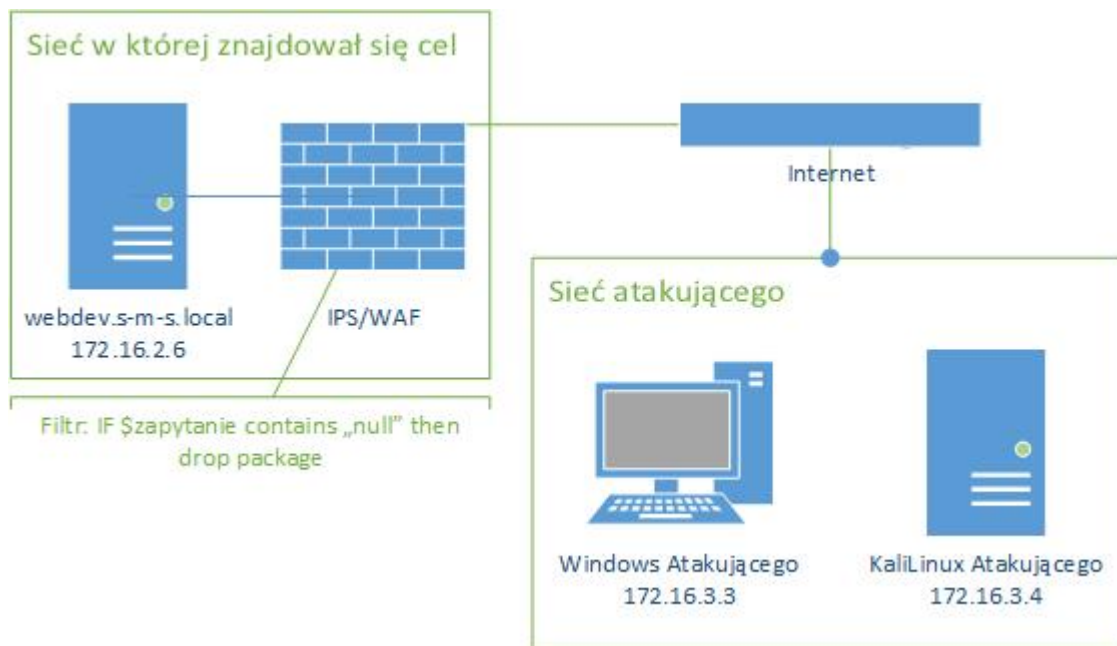 Sieć w której znajdował się cel
webdev.s-m-s.local
172.16.2.6
IPS/WAF
Internet
Filtr: IF $zapytanie contains „null” then
drop package
Sieć atakującego
Windows Atakującego
172.16.3.3
KaliLinux Atakującego
172.16.3.4